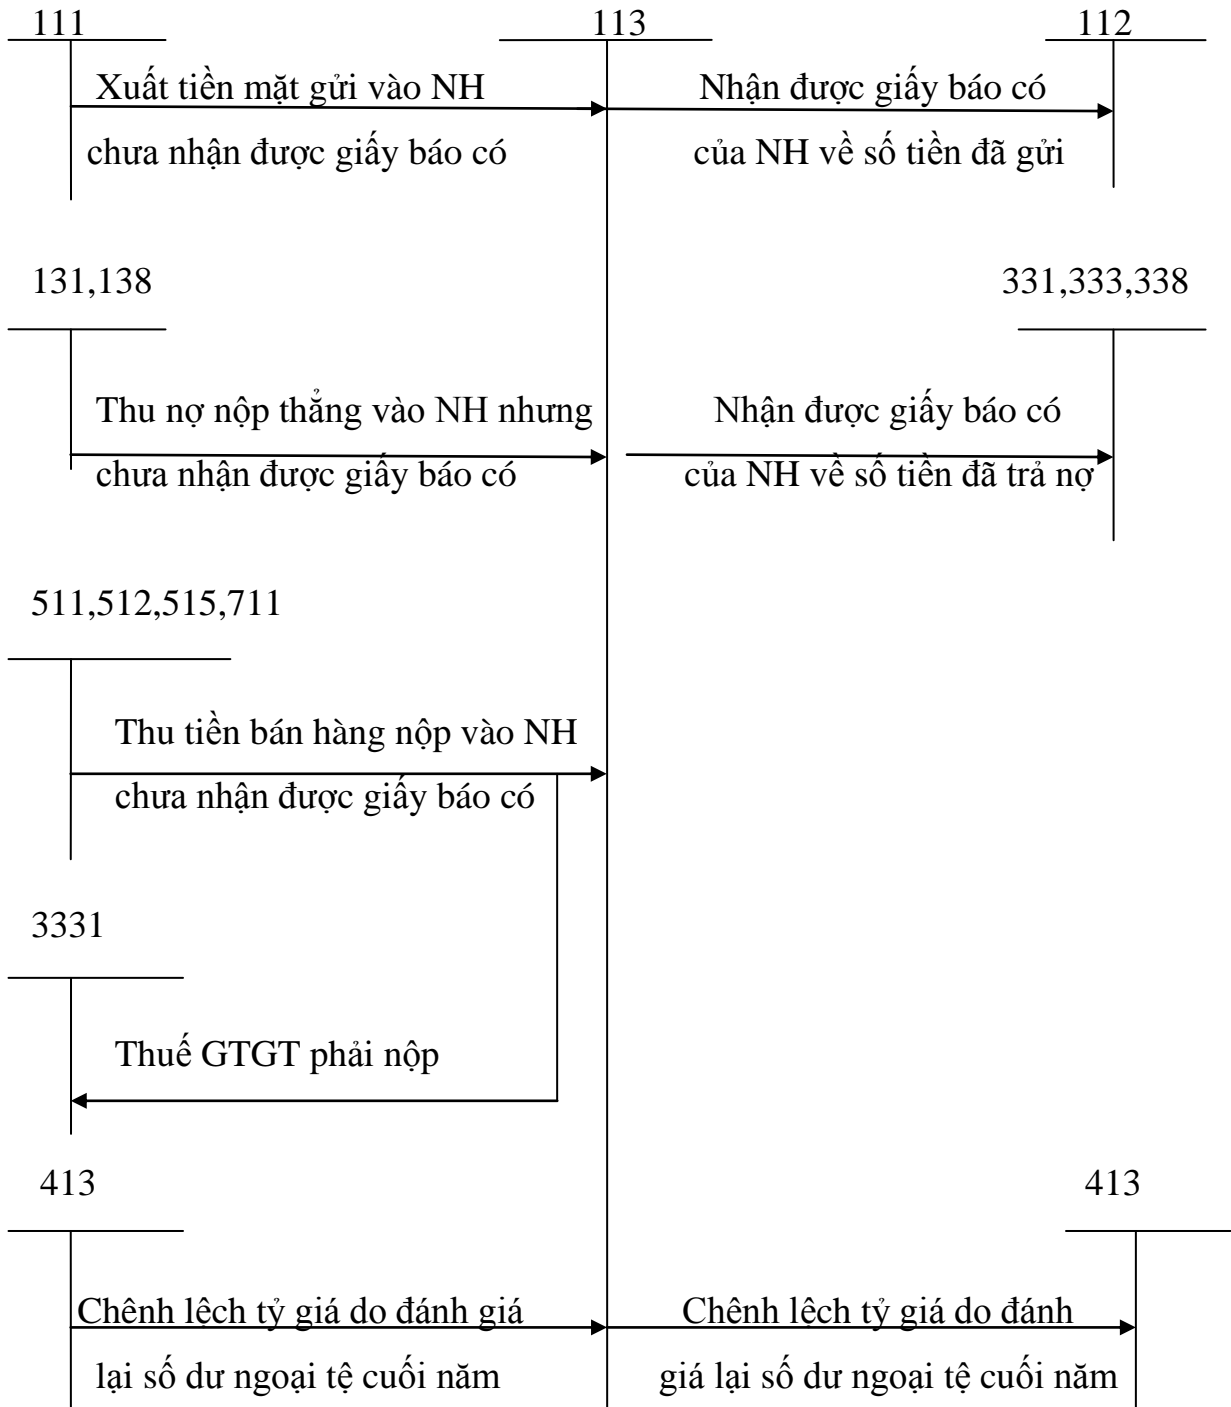 111
113
112
Xuất tiền mặt gửi vào NH
chưa nhận được giấy báo có
Nhận được giấy báo có
của NH về số tiền đã gửi
131,138
331,333,338
Thu nợ nộp thẳng vào NH nhưng
chưa nhận được giấy báo có
Nhận được giấy báo có
của NH về số tiền đã trả nợ
511,512,515,711
Thu tiền bán hàng nộp vào NH
chưa nhận được giấy báo có
3331
Thuế GTGT phải nộp
413
413
Chênh lệch tỷ giá do đánh giá
lại số dư ngoại tệ cuối năm
Chênh lệch tỷ giá do đánh
giá lại số dư ngoại tệ cuối năm